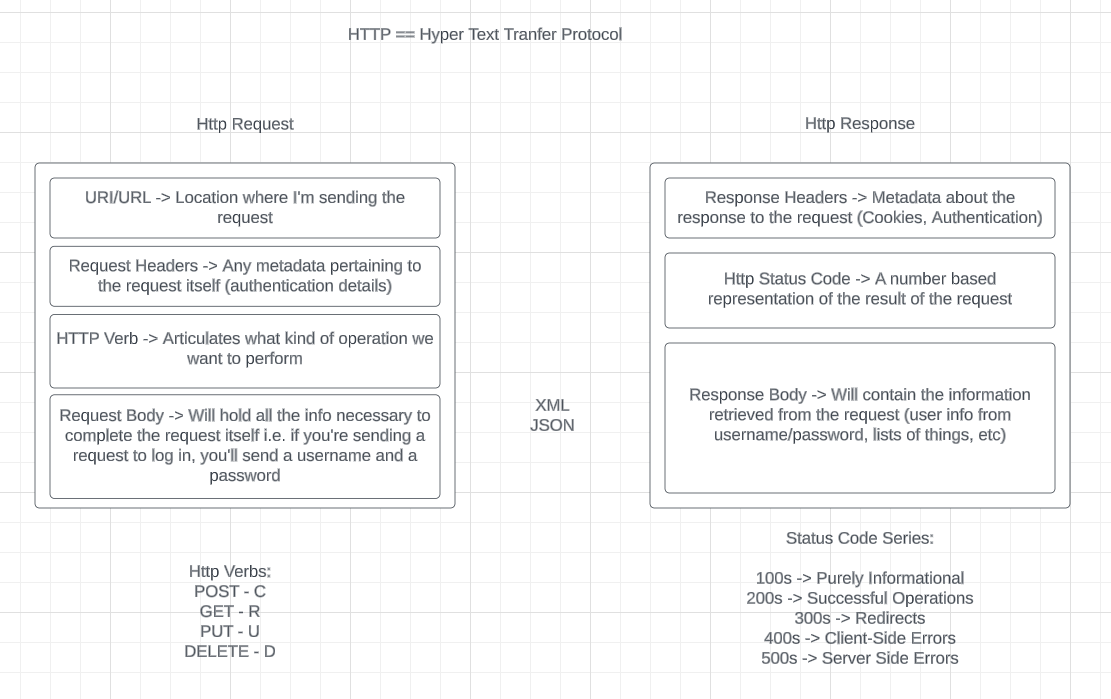 HTTP == Hyper Text Tranfer Protocol
Http Request
URI/URL -> Location where I'm sending the
request
Request Headers -> Any metadata pertaining to
the request itself (authentication details)
HTTP Verb -> Articulates what kind of operation we
want to perform
Request Body -> Will hold all the info necessary to
complete the request itself i.e. if you're sending a
request to log in, you'll send a username and a
password
Http Verbs:
POST - C
GET - R
PUT - U
DELETE - D
XML
JSON
Http Response
Response Headers -> Metadata about the
response to the request (Cookies, Authentication)
Http Status Code -> A number based
representation of the result of the request
Response Body -> Will contain the information
retrieved from the request (user info from
username/password, lists of things, etc)
Status Code Series:
100s -> Purely Informational
200s -> Successful Operations
300s -> Redirects
400s -> Client-Side Errors
500s -> Server Side Errors